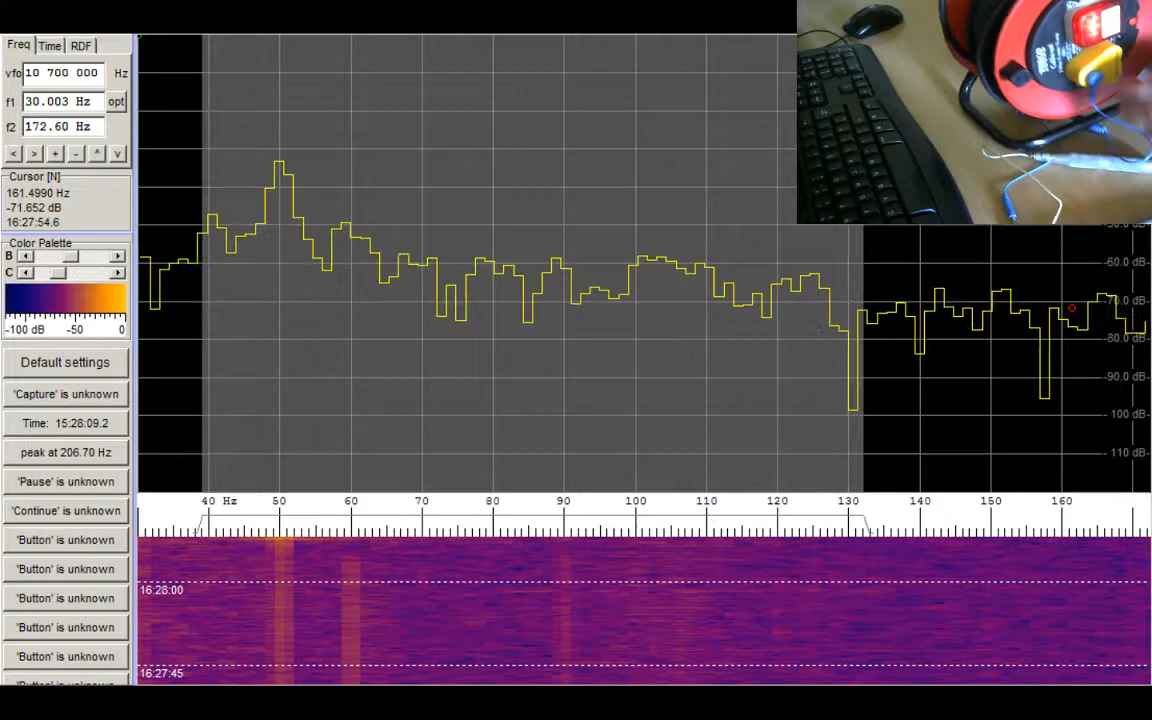 Freq Time RDF
vfo 10 700 000 Hz
f1 30.003 Hz opt
f2 172.60 Hz
< > + - ^ v
Cursor [N]
161.4990 Hz
-71.652 dB
16:27:54.6
Color Palette
B
C
-100 dB -50 0
Default settings
'Capture' is unknown
Time: 15:28:09.2
peak at 206.70 Hz
'Pause' is unknown
'Continue' is unknown
'Button' is unknown
'Button' is unknown
'Button' is unknown
'Button' is unknown
'Button' is unknown
-60.0 dB
-70.0 dB
-80.0 dB
-90.0 dB
-100 dB
-110 dB
40 Hz 50 60 70 80 90 100 110 120 130 140 150 160
16:28:00
16:27:45